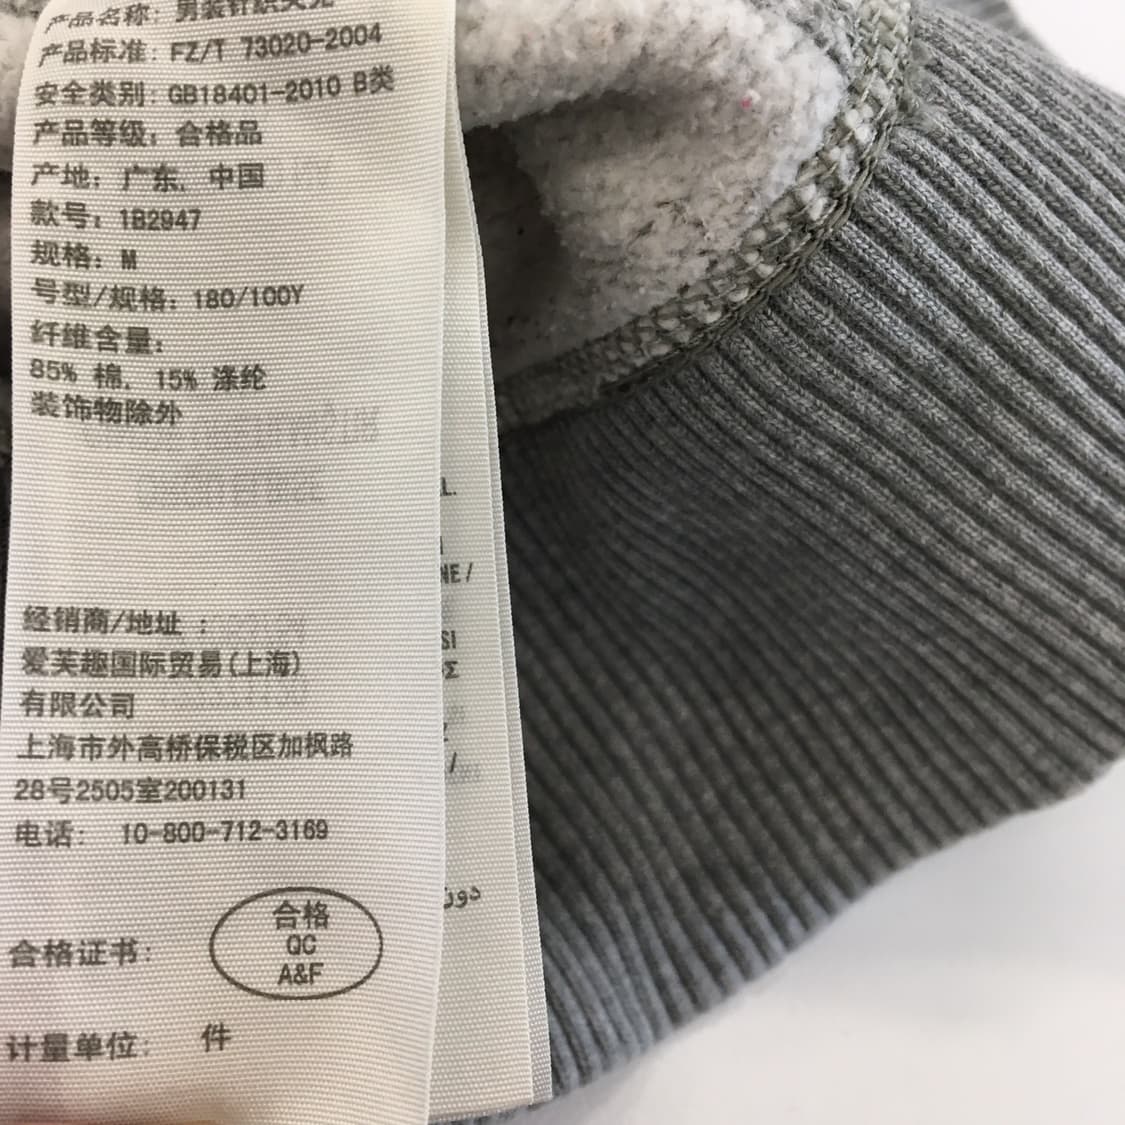 产品名称: 男装针织夹克
产品标准: FZ/T 73020-2004
安全类别: GB18401-2010 B类
产品等级: 合格品
产地: 广东, 中国
款号: 1B2947
规格: M
号型/规格: 180/100Y
纤维含量:
85% 棉, 15% 涤纶
装饰物除外
经销商/地址 :
爱芙趣国际贸易(上海)
有限公司
上海市外高桥保税区加枫路
28号2505室200131
电话: 10-800-712-3169
合格证书:
合格
QC
A&F
计量单位: 件